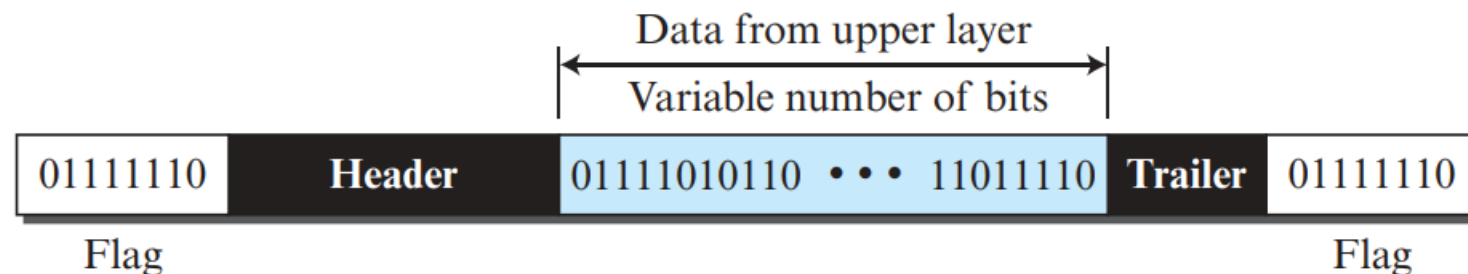 Data from upper layer
Variable number of bits
01111110 Header 01111010110 ••• 11011110 Trailer 01111110
Flag Flag